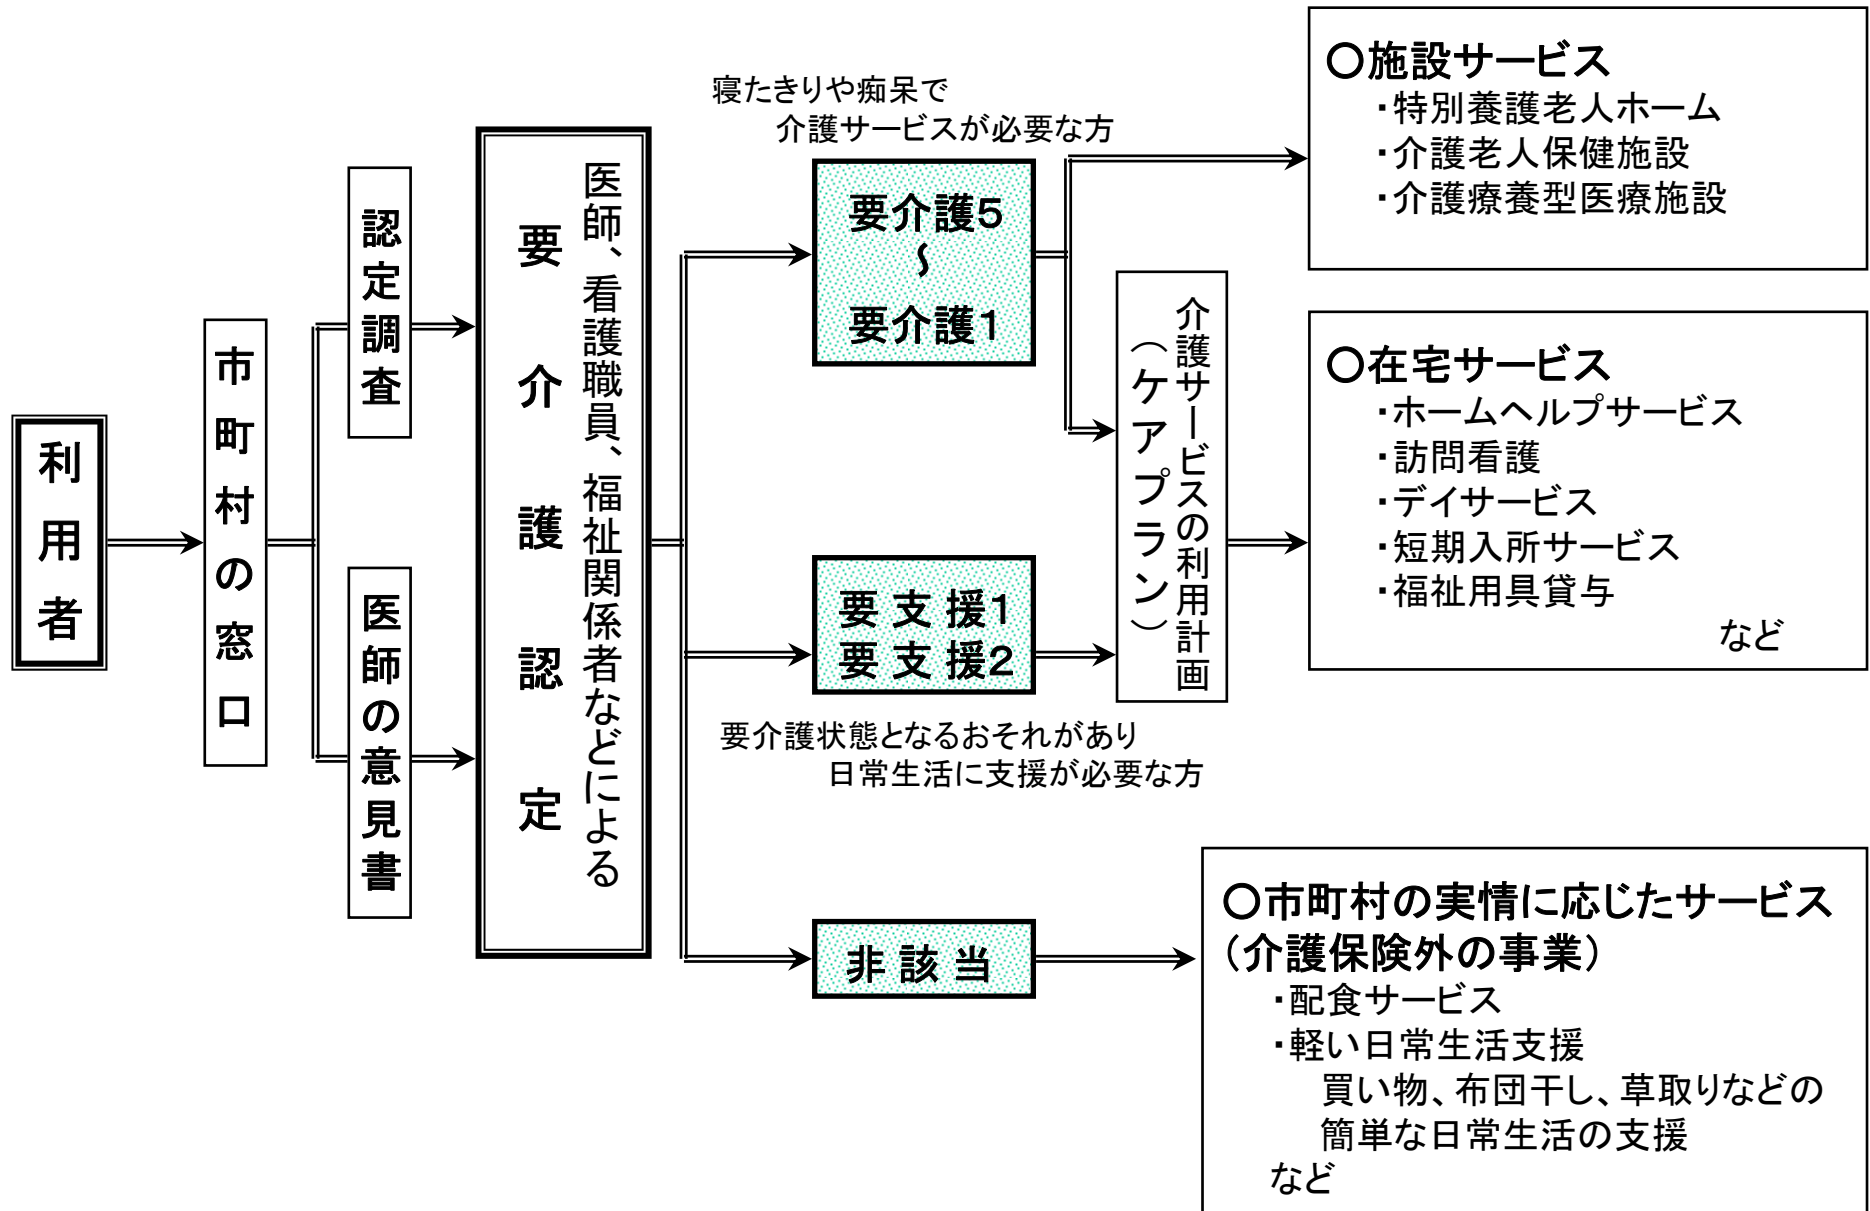 利用者
市町村の窓口
認定調査
医師の意見書
医師、看護職員、福祉関係者などによる
要介護認定
寝たきりや痴呆で
介護サービスが必要な方
要介護5
～
要介護1
要支援1
要支援2
要介護状態となるおそれがあり
日常生活に支援が必要な方
非該当
介護サービスの利用計画
（ケアプラン）
○施設サービス
・特別養護老人ホーム
・介護老人保健施設
・介護療養型医療施設
○在宅サービス
・ホームヘルプサービス
・訪問看護
・デイサービス
・短期入所サービス
・福祉用具貸与
など
○市町村の実情に応じたサービス
（介護保険外の事業）
・配食サービス
・軽い日常生活支援
買い物、布団干し、草取りなどの
簡単な日常生活の支援
など